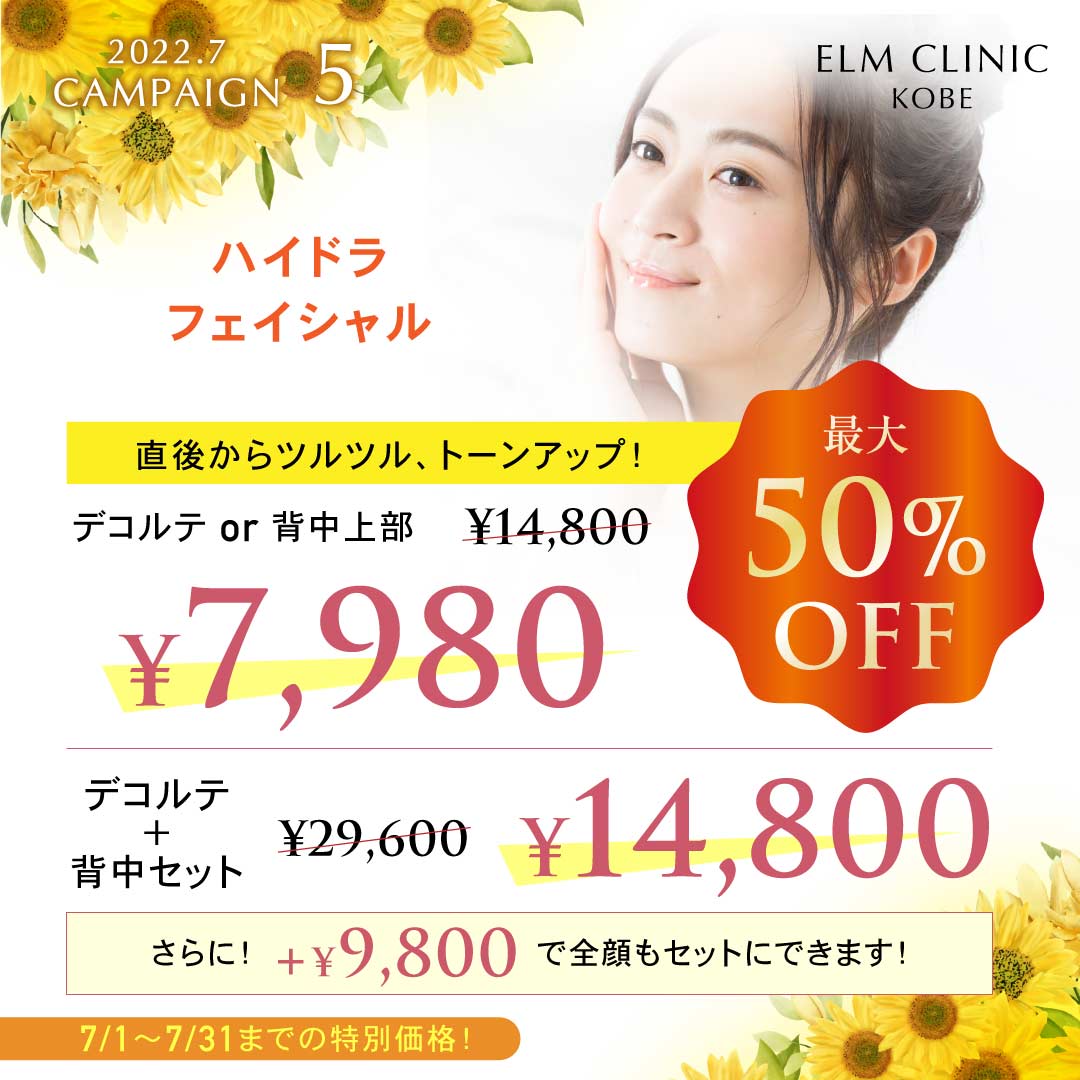 2022.7
CAMPAIGN 5
ELM CLINIC
KOBE
ハイドラ
フェイシャル
直後からツルツル、トーンアップ！
最大
50%
OFF
デコルテ or 背中上部 ¥14,800
¥7,980
デコルテ
+
背中セット
¥29,600
¥14,800
さらに！ +¥9,800 で全顔もセットにできます！
7/1〜7/31までの特別価格！